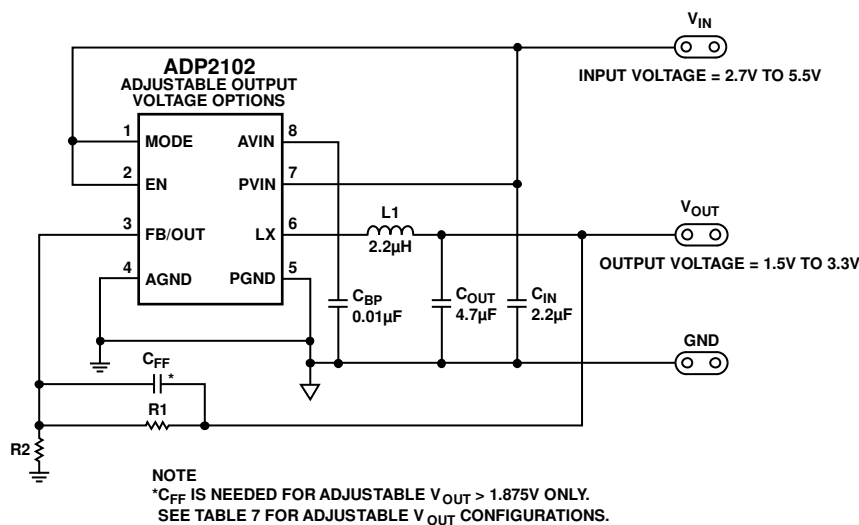 V_IN
INPUT VOLTAGE = 2.7V TO 5.5V
ADP2102
ADJUSTABLE OUTPUT
VOLTAGE OPTIONS
1 MODE AVIN 8
2 EN PVIN 7
3 FB/OUT LX 6
4 AGND PGND 5
L1
2.2µH
V_OUT
OUTPUT VOLTAGE = 1.5V TO 3.3V
C_BP
0.01µF
C_OUT
4.7µF
C_IN
2.2µF
GND
C_FF
*
R1
R2
NOTE
*C_FF IS NEEDED FOR ADJUSTABLE V_OUT > 1.875V ONLY.
SEE TABLE 7 FOR ADJUSTABLE V_OUT CONFIGURATIONS.